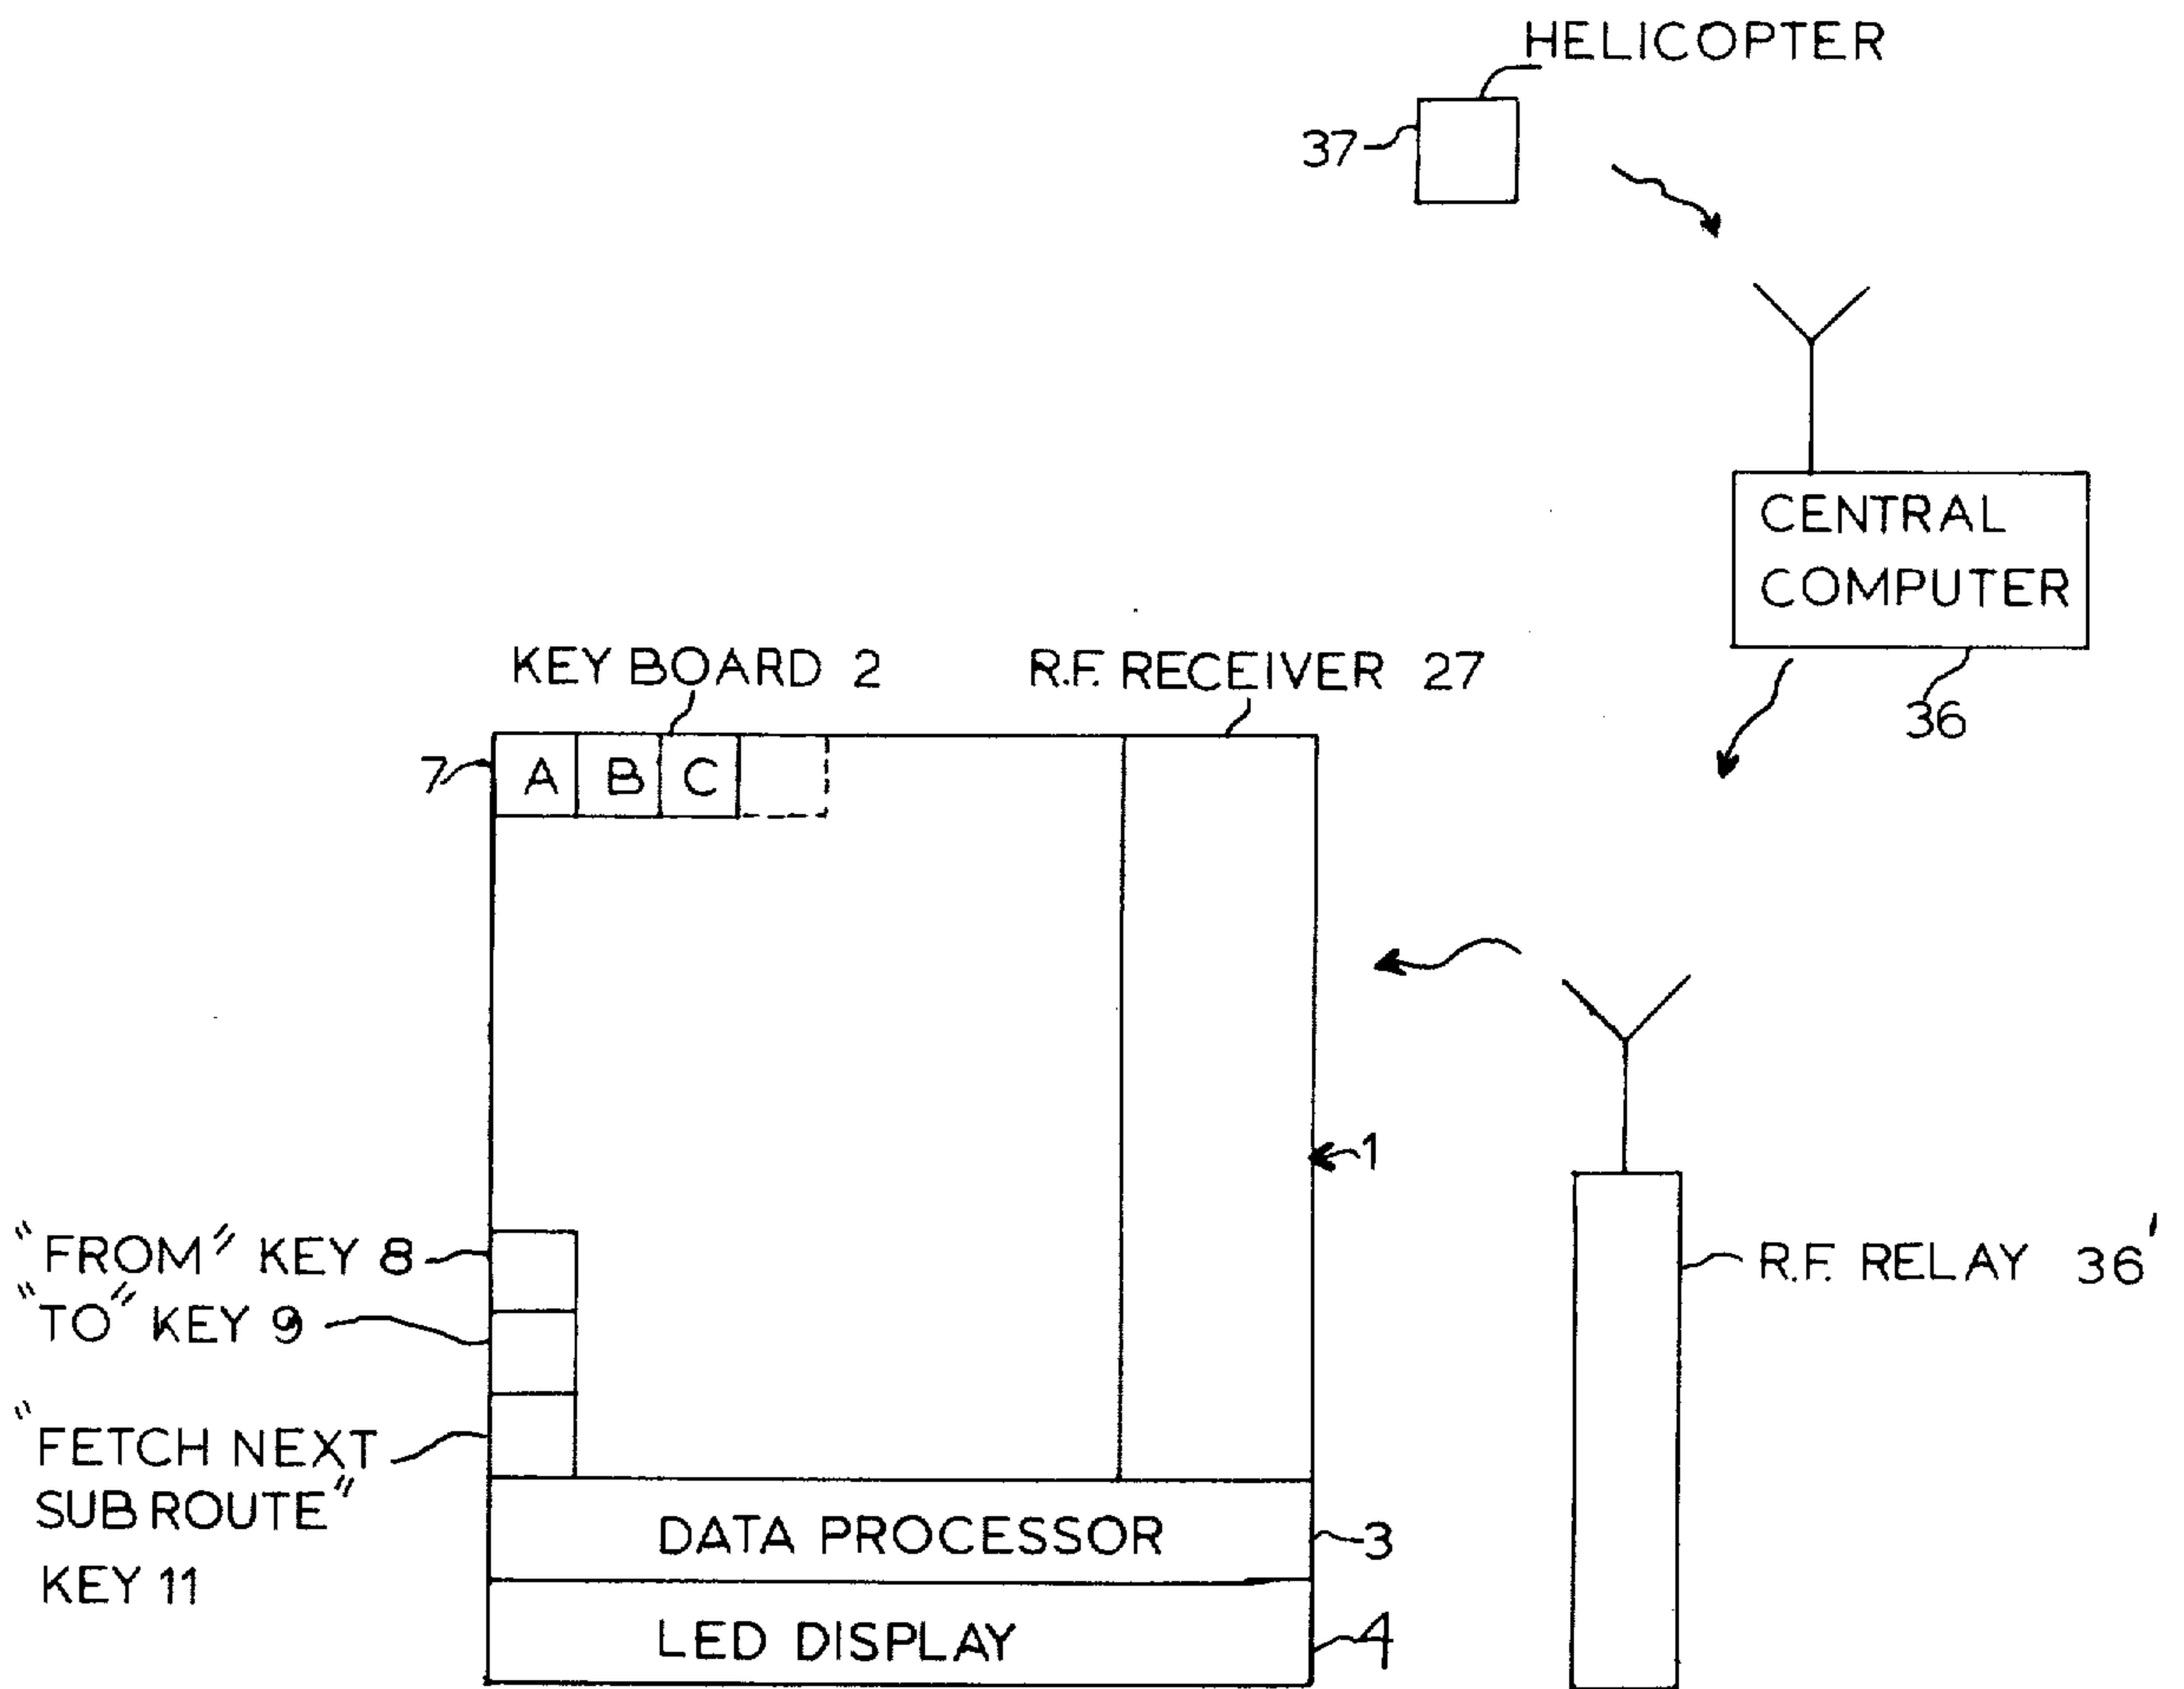 HELICOPTER
37
CENTRAL
COMPUTER
36
KEY BOARD 2
R.F. RECEIVER 27
7
A B C
1
"FROM" KEY 8
"TO" KEY 9
"FETCH NEXT
SUB ROUTE"
KEY 11
R.F. RELAY 36'
DATA PROCESSOR
3
LED DISPLAY
4